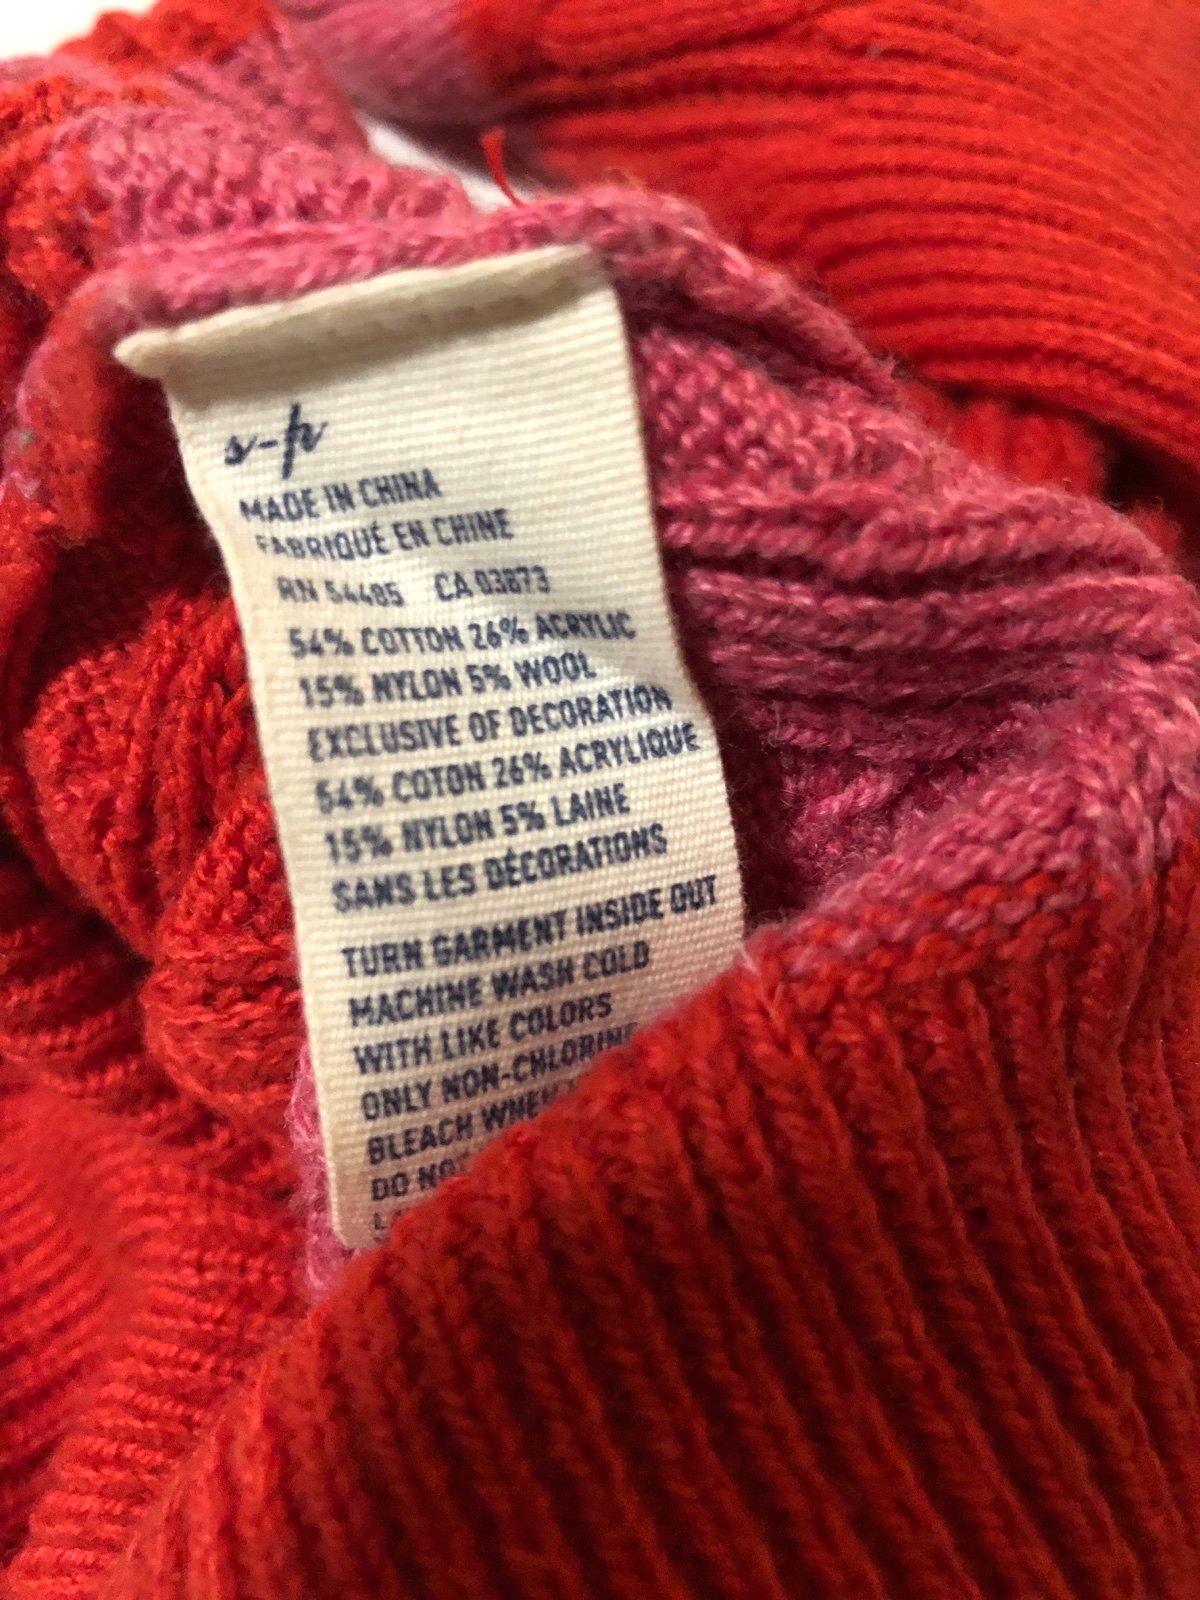 s-p
MADE IN CHINA
FABRIQUÉ EN CHINE
RN 54485 CA 03873
54% COTTON 26% ACRYLIC
15% NYLON 5% WOOL
EXCLUSIVE OF DECORATION
54% COTON 26% ACRYLIQUE
15% NYLON 5% LAINE
SANS LES DÉCORATIONS
TURN GARMENT INSIDE OUT
MACHINE WASH COLD
WITH LIKE COLORS
ONLY NON-CHLORINE
BLEACH WHEN
DO NOT